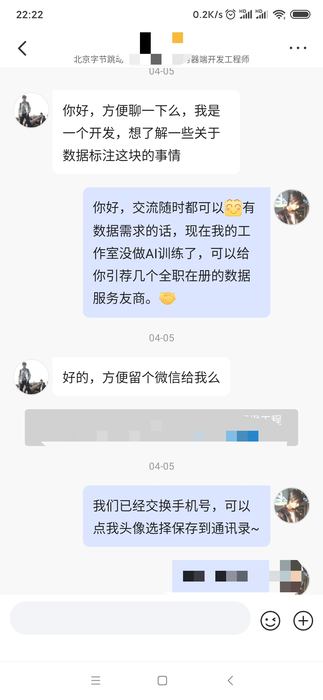 22:22
0.2K/s
北京字节跳动
器端开发工程师
04-05
你好，方便聊一下么，我是
一个开发，想了解一些关于
数据标注这块的事情
你好，交流随时都可以😊有
数据需求的话，现在我的工
作室没做AI训练了，可以给
你引荐几个全职在册的数据
服务友商。🤝
04-05
好的，方便留个微信给我么
04-05
我们已经交换手机号，可以
点我头像选择保存到通讯录~